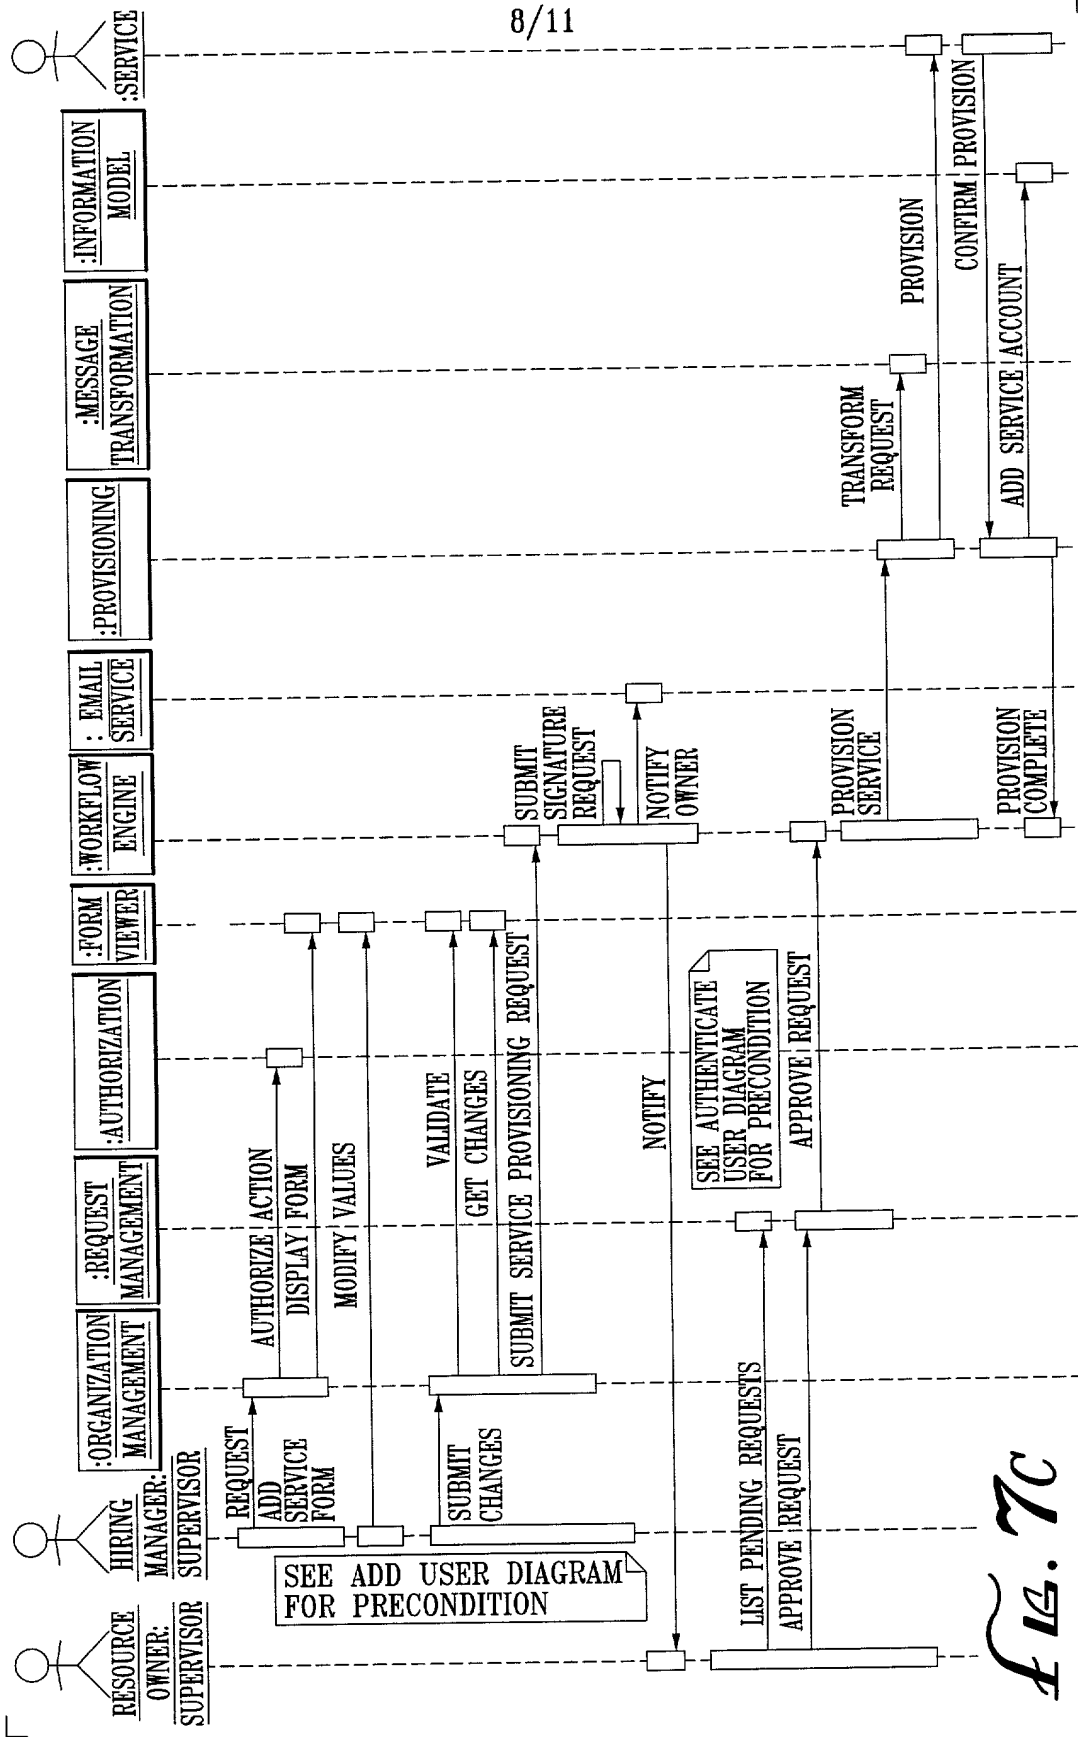 8/11
RESOURCE
OWNER:
SUPERVISOR
HIRING
MANAGER:
SUPERVISOR
:ORGANIZATION
MANAGEMENT
:REQUEST
MANAGEMENT
:AUTHORIZATION
:FORM
VIEWER
:WORKFLOW
ENGINE
: EMAIL
SERVICE
:PROVISIONING
:MESSAGE
TRANSFORMATION
:INFORMATION
MODEL
:SERVICE
REQUEST
ADD
SERVICE
FORM
AUTHORIZE ACTION
DISPLAY FORM
MODIFY VALUES
SEE ADD USER DIAGRAM
FOR PRECONDITION
SUBMIT
CHANGES
VALIDATE
GET CHANGES
SUBMIT SERVICE PROVISIONING REQUEST
SUBMIT
SIGNATURE
REQUEST
NOTIFY
OWNER
NOTIFY
SEE AUTHENTICATE
USER DIAGRAM
FOR PRECONDITION
LIST PENDING REQUESTS
APPROVE REQUEST
APPROVE REQUEST
PROVISION
SERVICE
TRANSFORM
REQUEST
PROVISION
CONFIRM PROVISION
ADD SERVICE ACCOUNT
PROVISION
COMPLETE
FIG. 7C